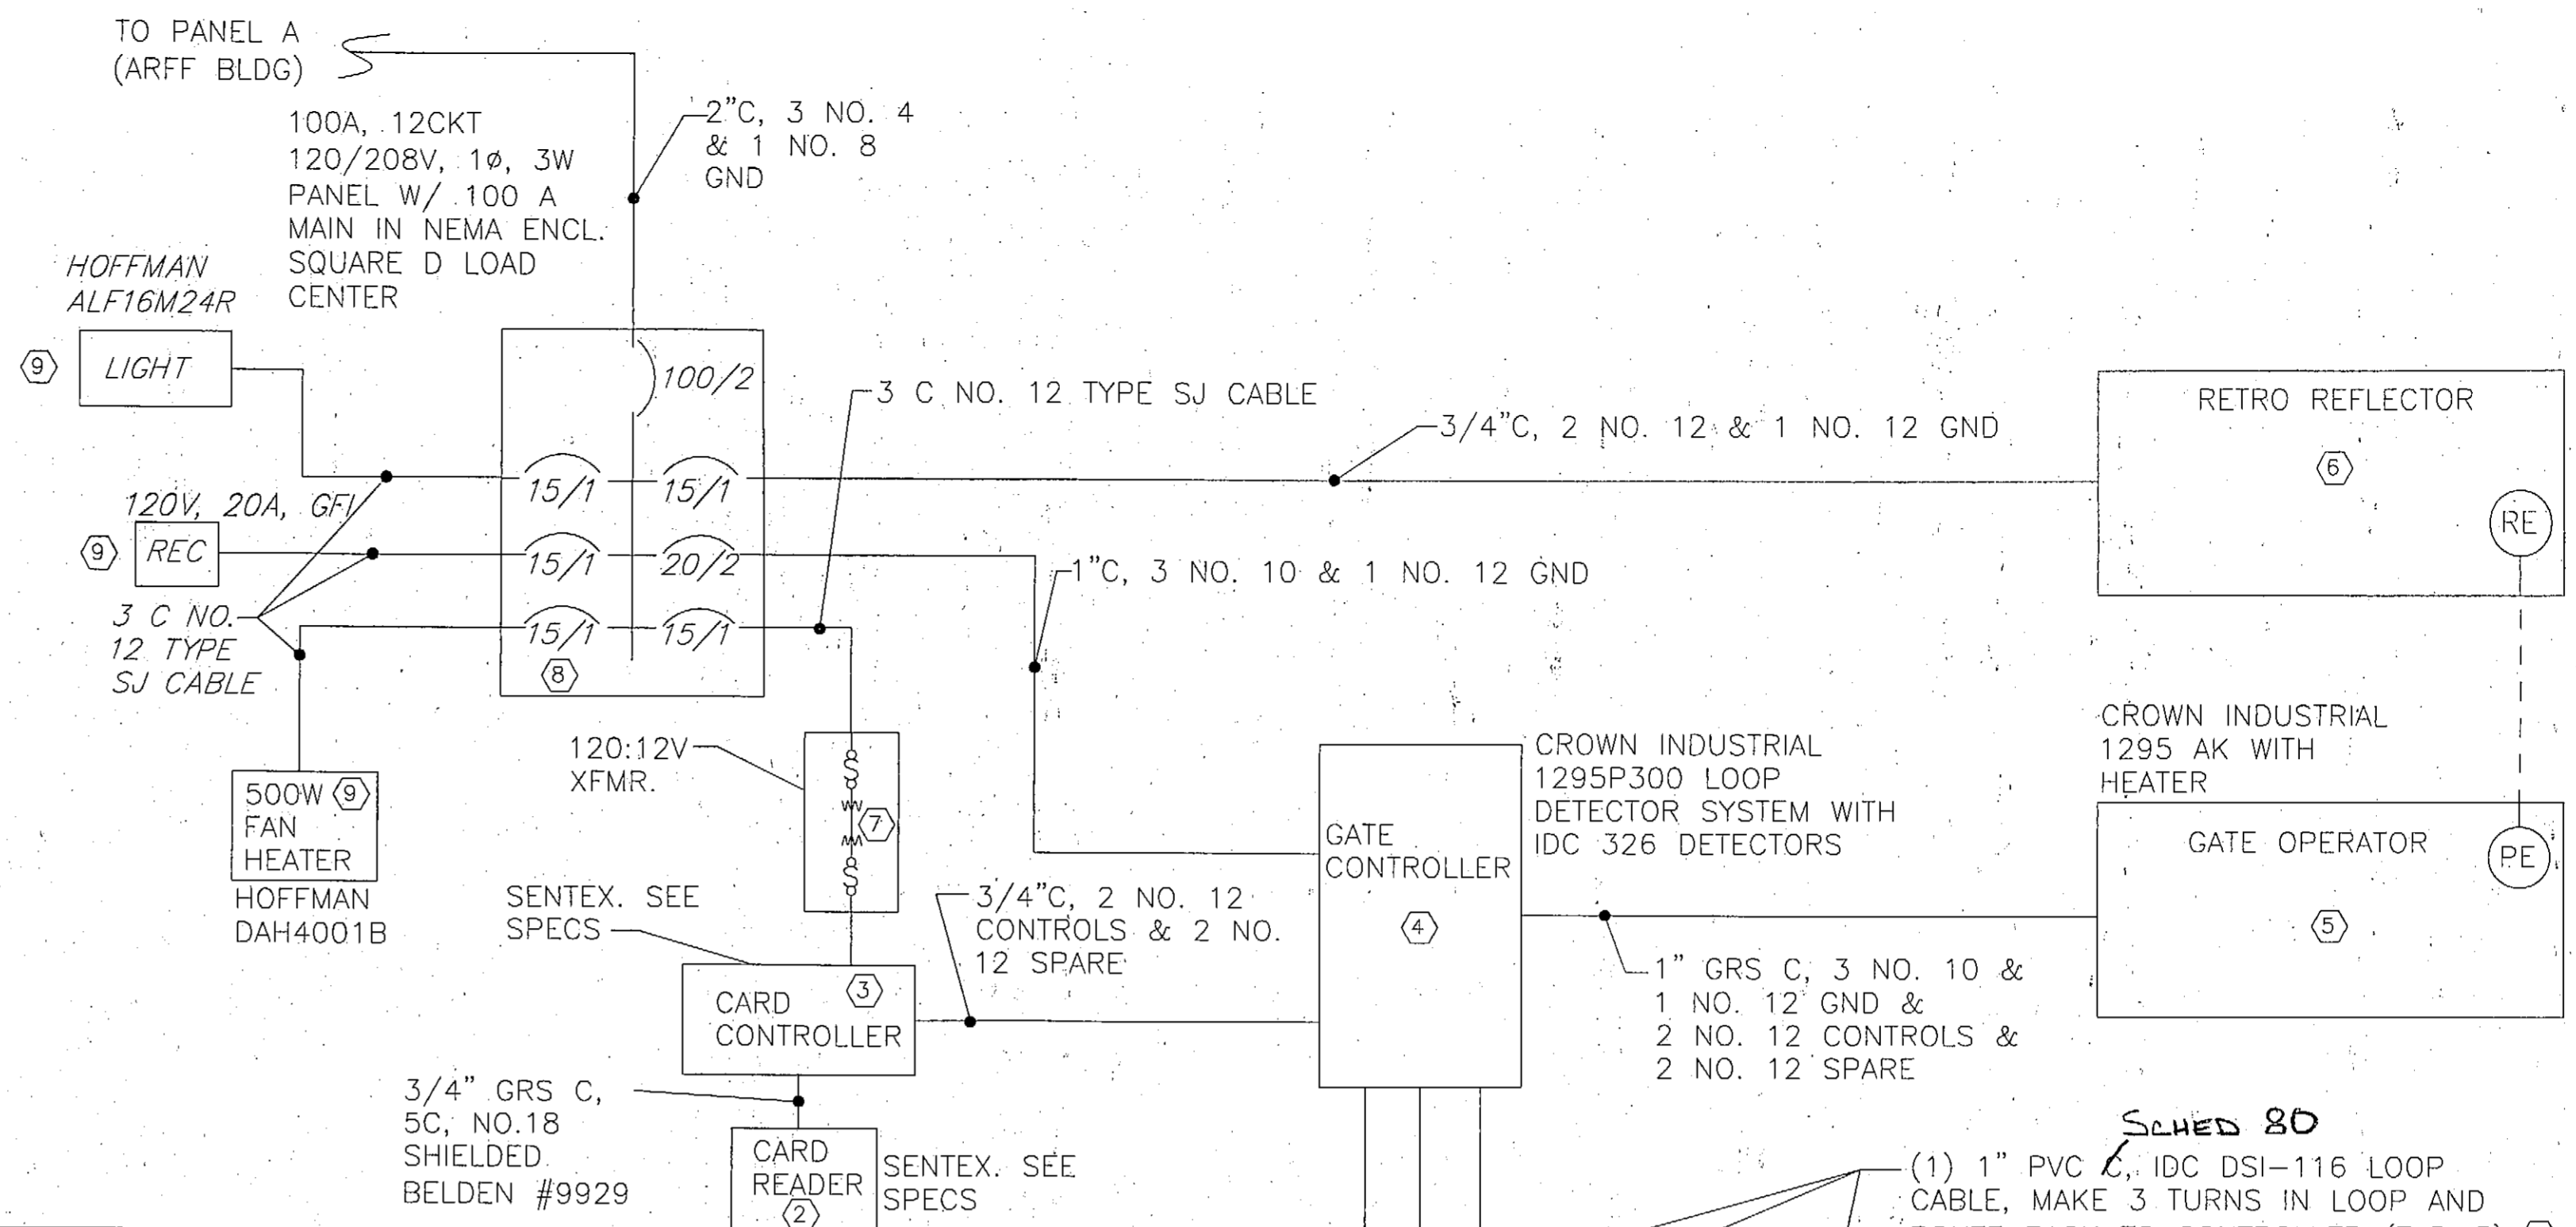 TO PANEL A
(ARFF BLDG)
100A, 12CKT
120/208V, 1ø, 3W
PANEL W/ 100 A
MAIN IN NEMA ENCL.
SQUARE D LOAD
CENTER
2"C, 3 NO. 4
& 1 NO. 8
GND
HOFFMAN
ALF16M24R
9
LIGHT
100/2
3 C NO. 12 TYPE SJ CABLE
3/4"C, 2 NO. 12 & 1 NO. 12 GND
RETRO REFLECTOR
6
RE
15/1
15/1
120V, 20A, GFI
9
REC
15/1
20/2
1"C, 3 NO. 10 & 1 NO. 12 GND
3 C NO.
12 TYPE
SJ CABLE
15/1
15/1
8
120:12V
XFMR.
7
500W
9
FAN
HEATER
HOFFMAN
DAH4001B
CROWN INDUSTRIAL
1295P300 LOOP
DETECTOR SYSTEM WITH
IDC 326 DETECTORS
GATE
CONTROLLER
4
CROWN INDUSTRIAL
1295 AK WITH
HEATER
GATE OPERATOR
PE
5
SENTEX. SEE
SPECS
3/4"C, 2 NO. 12
CONTROLS & 2 NO.
12 SPARE
3
CARD
CONTROLLER
1" GRS C, 3 NO. 10 &
1 NO. 12 GND &
2 NO. 12 CONTROLS &
2 NO. 12 SPARE
3/4" GRS C,
5C, NO.18
SHIELDED
BELDEN #9929
CARD
READER
2
SENTEX. SEE
SPECS
SCHED 80
(1) 1" PVC C, IDC DSI-116 LOOP
CABLE, MAKE 3 TURNS IN LOOP AND